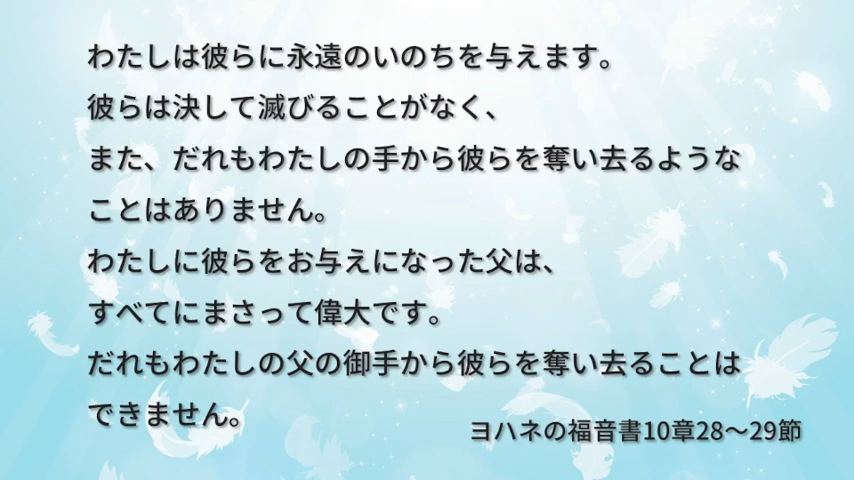 わたしは彼らに永遠のいのちを与えます。
彼らは決して滅びることがなく、
また、だれもわたしの手から彼らを奪い去るような
ことはありません。
わたしに彼らをお与えになった父は、
すべてにまさって偉大です。
だれもわたしの父の御手から彼らを奪い去ることは
できません。
ヨハネの福音書10章28〜29節